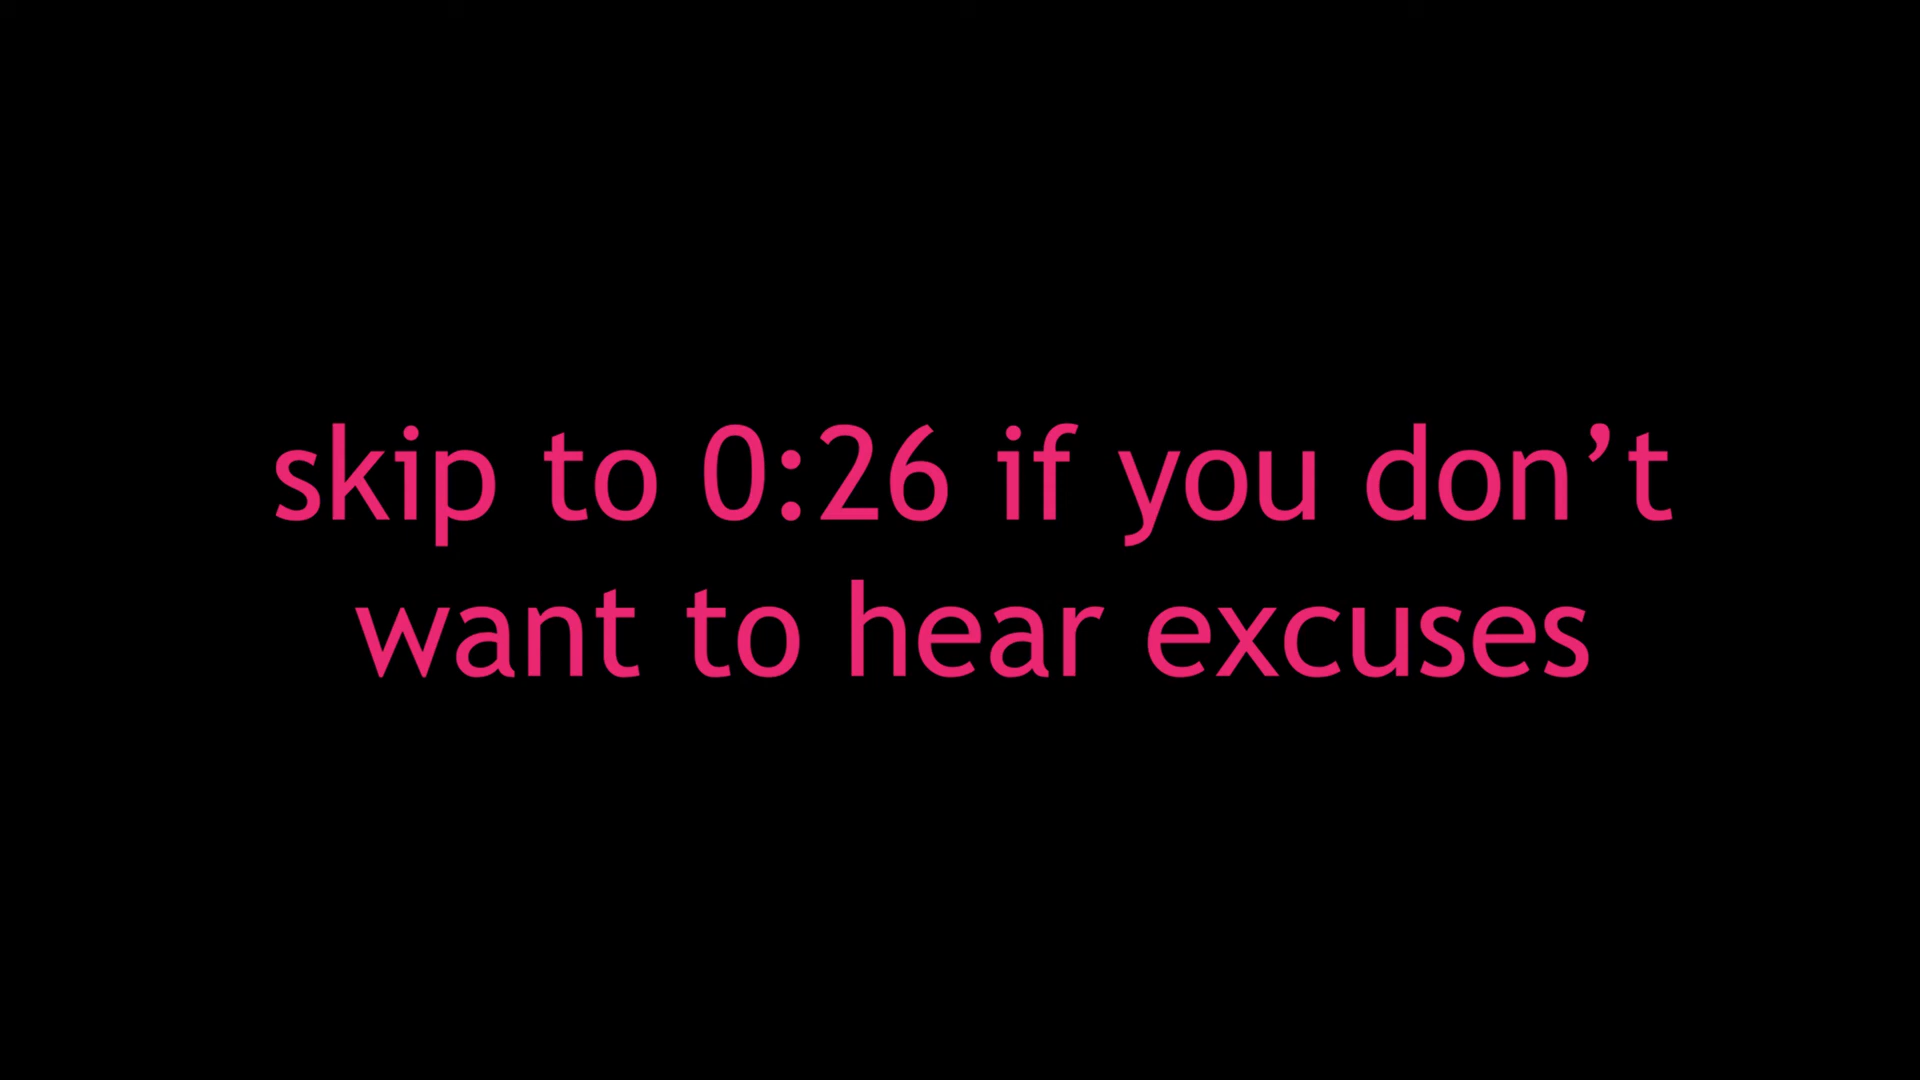 skip to 0:26 if you don’t
want to hear excuses